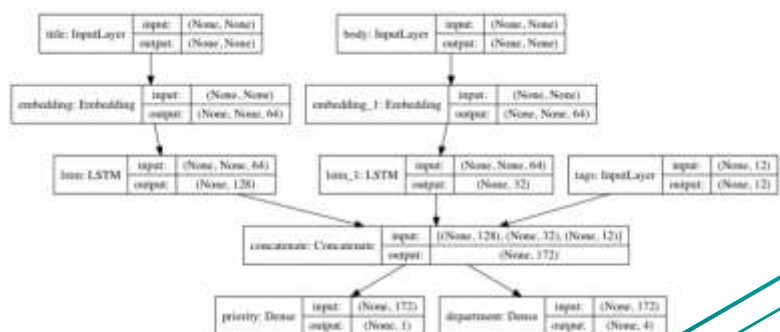 title: InputLayer input: (None, None) output: (None, None)
body: InputLayer input: (None, None) output: (None, None)
embedding: Embedding input: (None, None) output: (None, None, 64)
embedding_1: Embedding input: (None, None) output: (None, None, 64)
lstm: LSTM input: (None, None, 64) output: (None, 128)
lstm_1: LSTM input: (None, None, 64) output: (None, 32)
tags: InputLayer input: (None, 12) output: (None, 12)
concatenate: Concatenate input: [(None, 128), (None, 32), (None, 12)] output: (None, 172)
priority: Dense input: (None, 172) output: (None, 1)
department: Dense input: (None, 172) output: (None, 4)